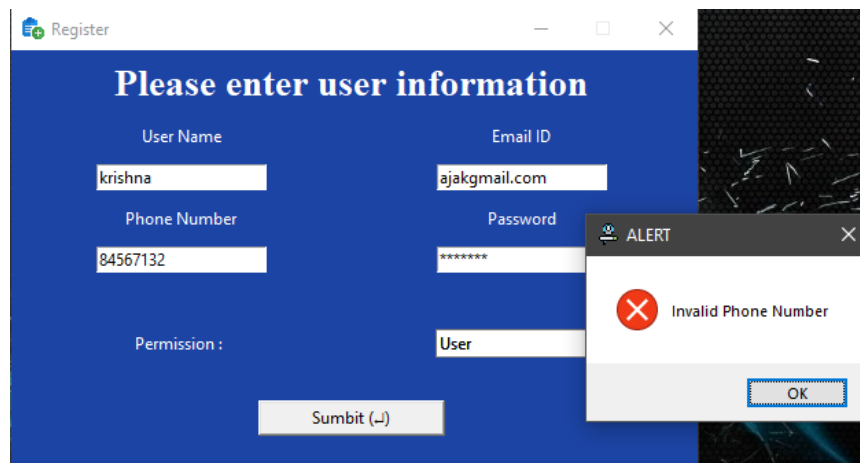 Register
Please enter user information
User Name
Email ID
krishna
ajakgmail.com
Phone Number
Password
84567132
*******
ALERT
Invalid Phone Number
OK
Permission :
User
Sumbit (↵)